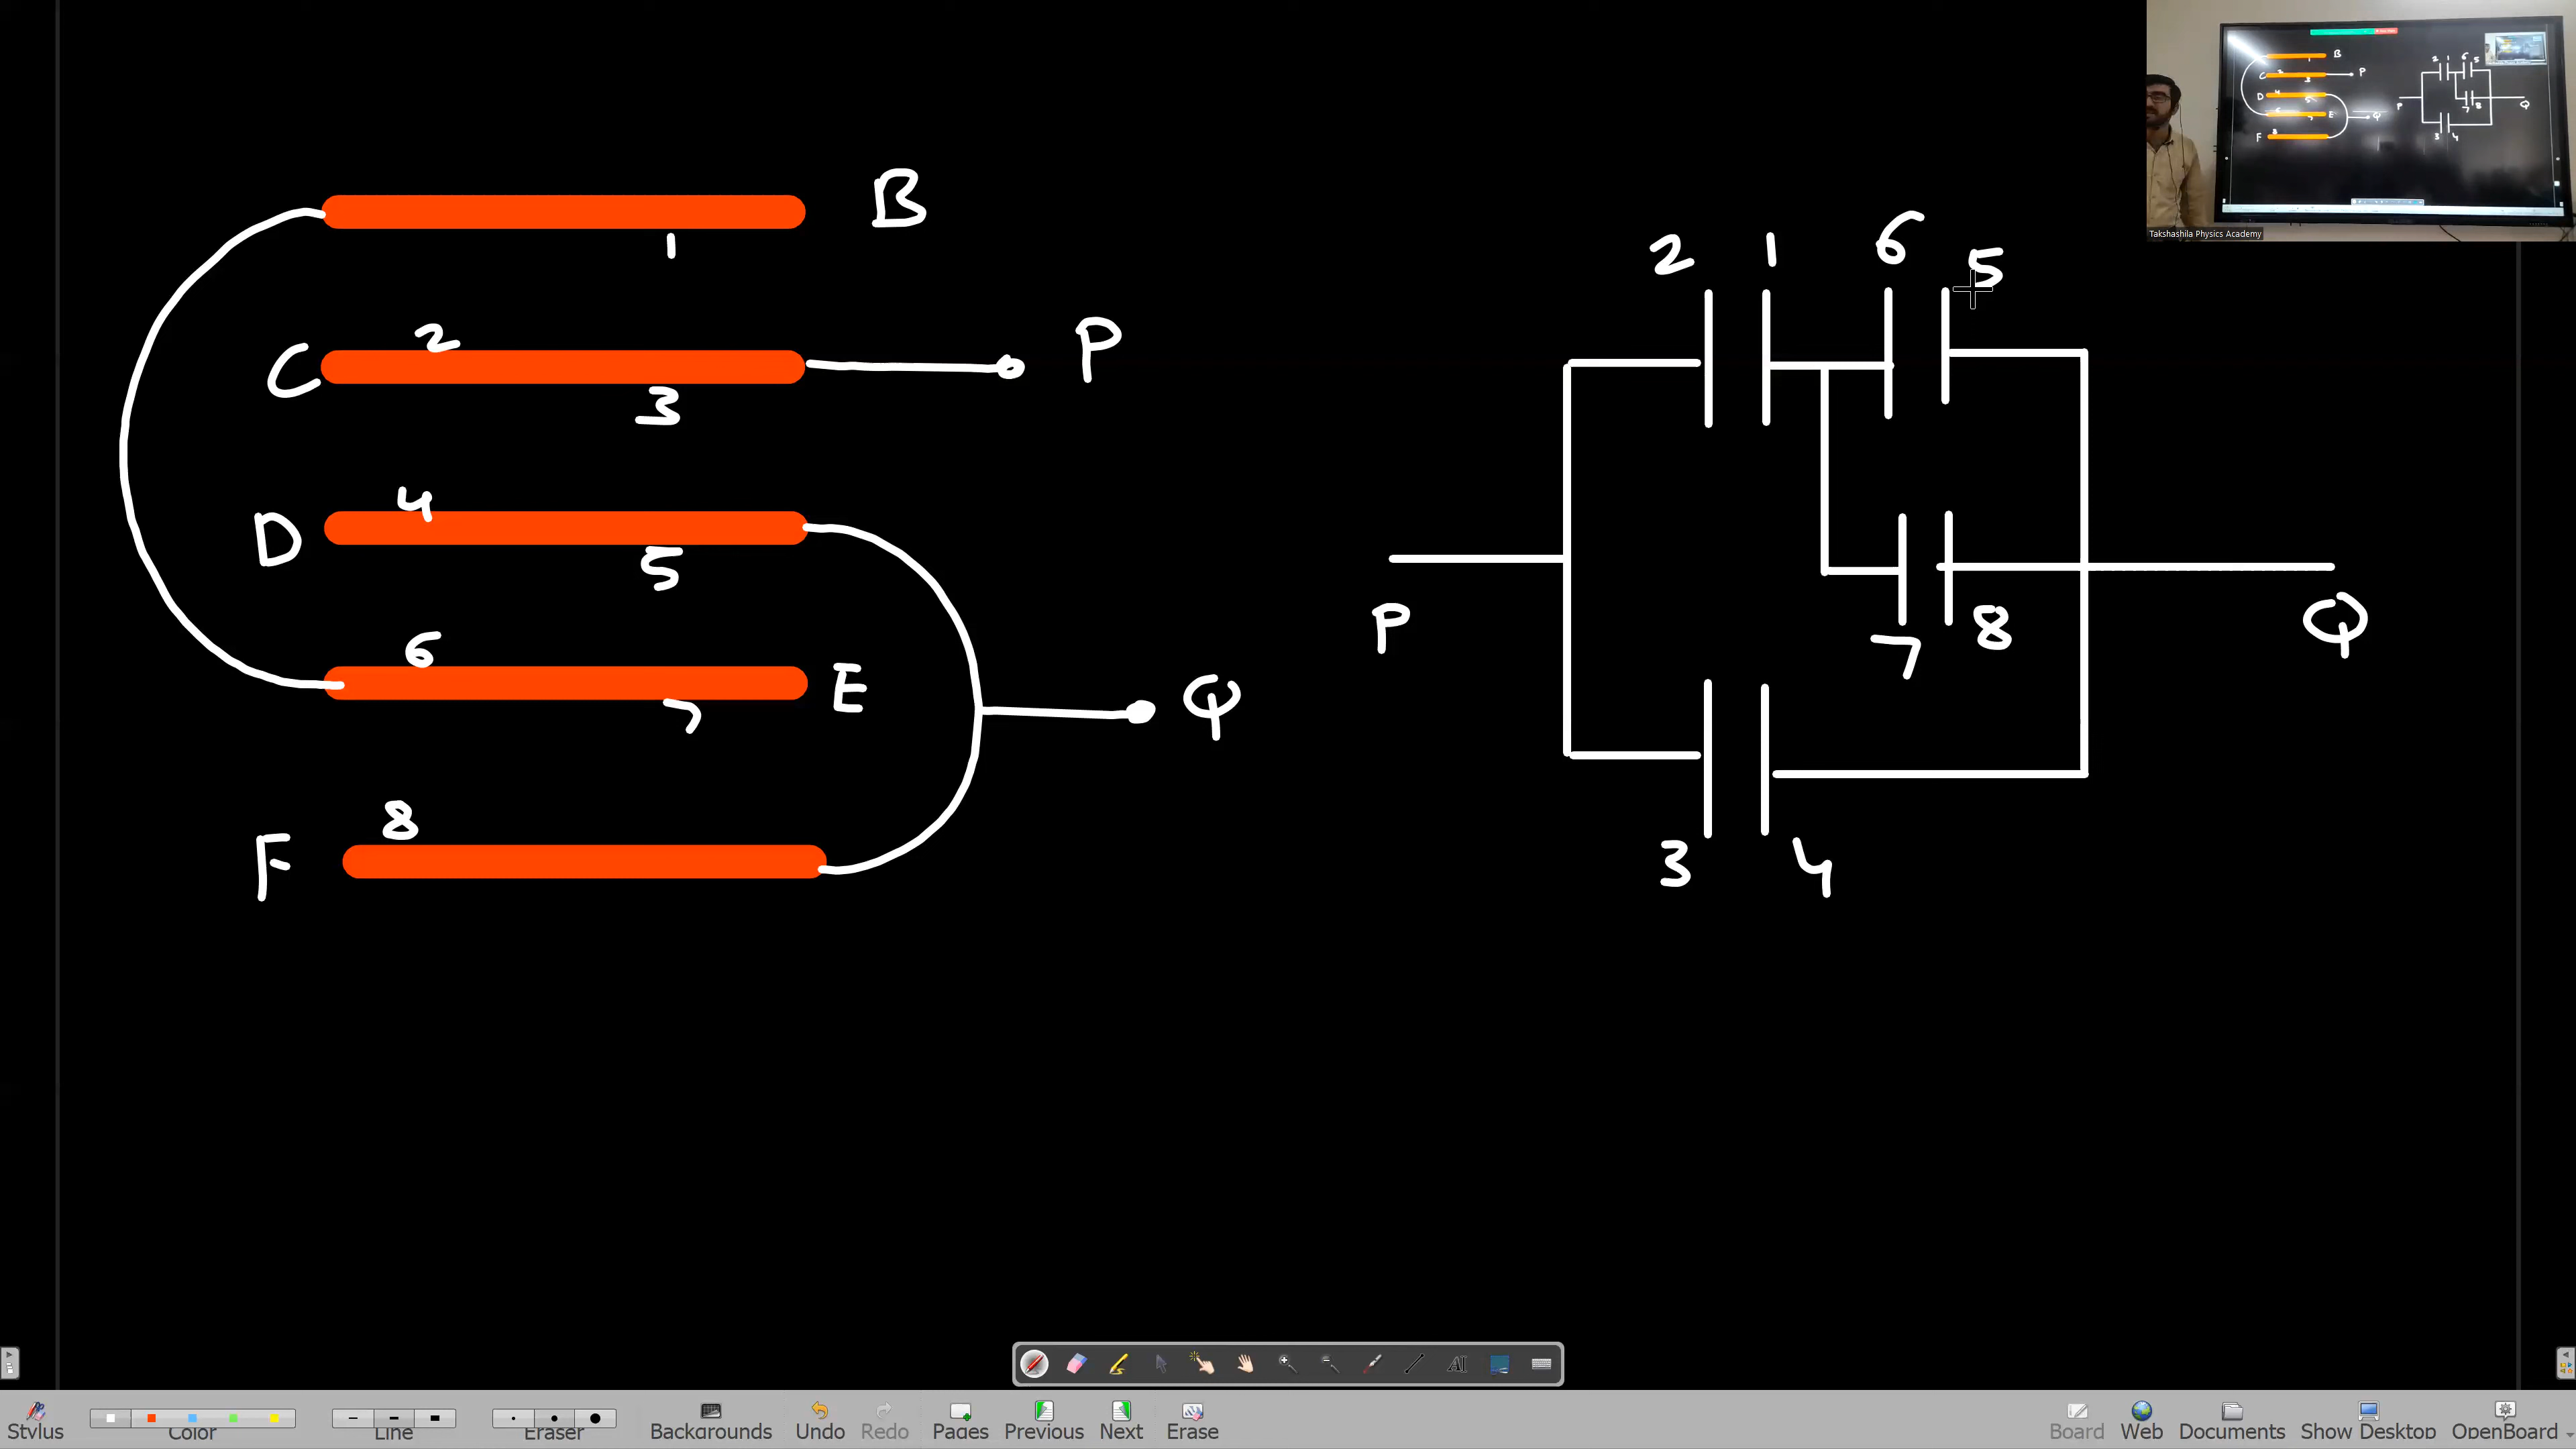 B
1
C
2
P
3
D
4
5
6
E
7
Q
F
8
2 1 6 5
P
7 8
Q
3 4
Takshashila Physics Academy
Stylus
Color
Line
Eraser
Backgrounds
Undo
Redo
Pages
Previous
Next
Erase
Board
Web
Documents
Show Desktop
OpenBoard